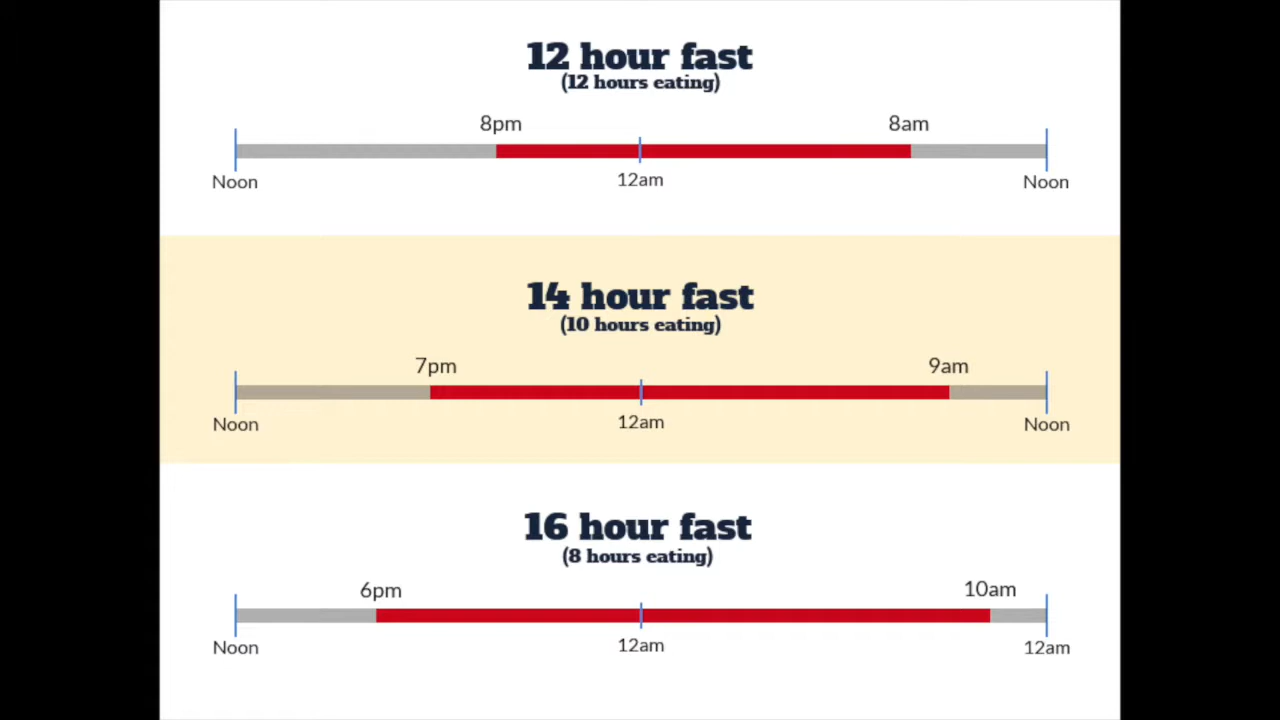 12 hour fast
(12 hours eating)
8pm 8am
Noon 12am Noon
14 hour fast
(10 hours eating)
7pm 9am
Noon 12am Noon
16 hour fast
(8 hours eating)
6pm 10am
Noon 12am 12am